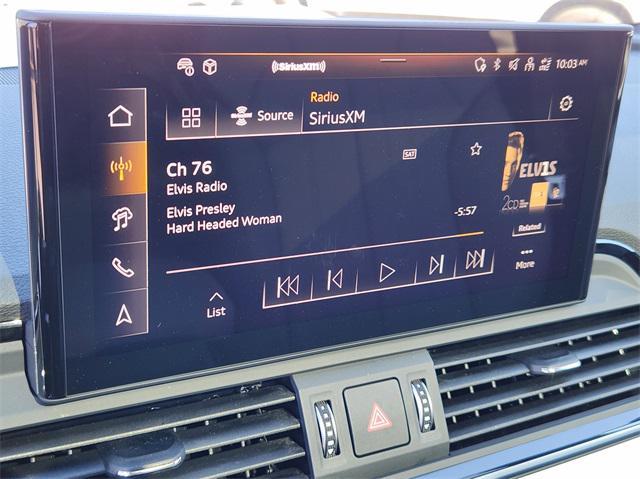 ((SiriusXM))
10:03 AM
Radio
Source
SiriusXM
Ch 76
SAT
Elvis Radio
ELVIS
Elvis Presley
-5:57
2CD
Hard Headed Woman
Related
More
List